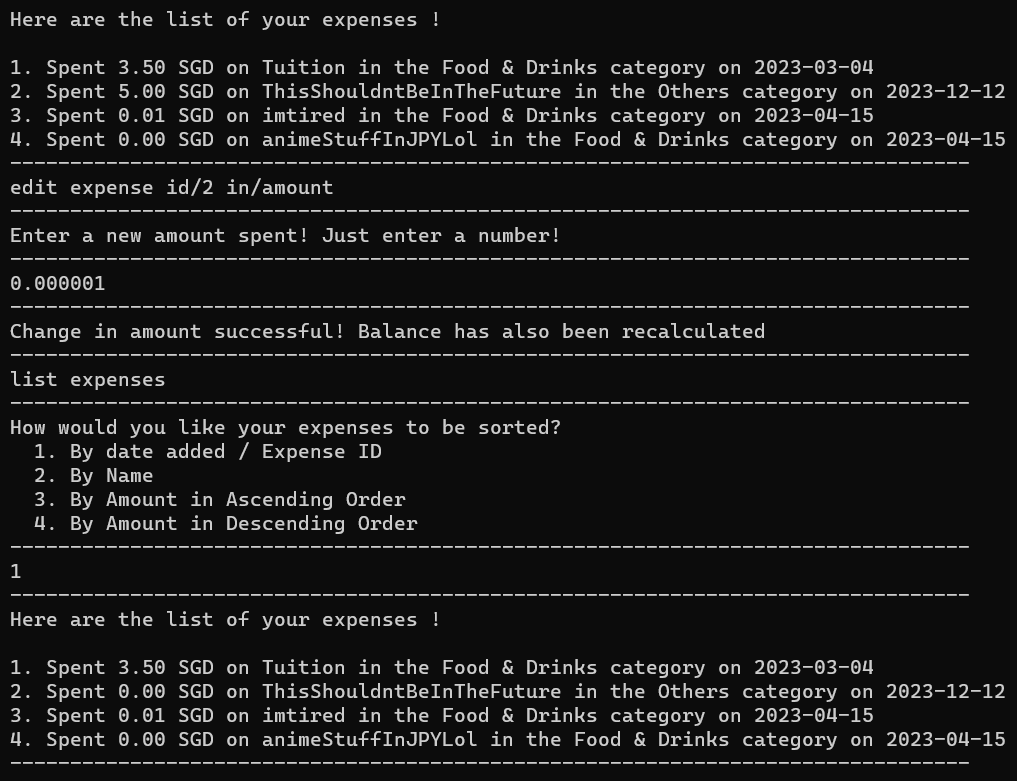 Here are the list of your expenses !
1. Spent 3.50 SGD on Tuition in the Food & Drinks category on 2023-03-04
2. Spent 5.00 SGD on ThisShouldntBeInTheFuture in the Others category on 2023-12-12
3. Spent 0.01 SGD on imtired in the Food & Drinks category on 2023-04-15
4. Spent 0.00 SGD on animeStuffInJPYLol in the Food & Drinks category on 2023-04-15
--------------------------------------------------------------------------------
edit expense id/2 in/amount
--------------------------------------------------------------------------------
Enter a new amount spent! Just enter a number!
--------------------------------------------------------------------------------
0.000001
--------------------------------------------------------------------------------
Change in amount successful! Balance has also been recalculated
--------------------------------------------------------------------------------
list expenses
--------------------------------------------------------------------------------
How would you like your expenses to be sorted?
1. By date added / Expense ID
2. By Name
3. By Amount in Ascending Order
4. By Amount in Descending Order
--------------------------------------------------------------------------------
1
--------------------------------------------------------------------------------
Here are the list of your expenses !
1. Spent 3.50 SGD on Tuition in the Food & Drinks category on 2023-03-04
2. Spent 0.00 SGD on ThisShouldntBeInTheFuture in the Others category on 2023-12-12
3. Spent 0.01 SGD on imtired in the Food & Drinks category on 2023-04-15
4. Spent 0.00 SGD on animeStuffInJPYLol in the Food & Drinks category on 2023-04-15
--------------------------------------------------------------------------------